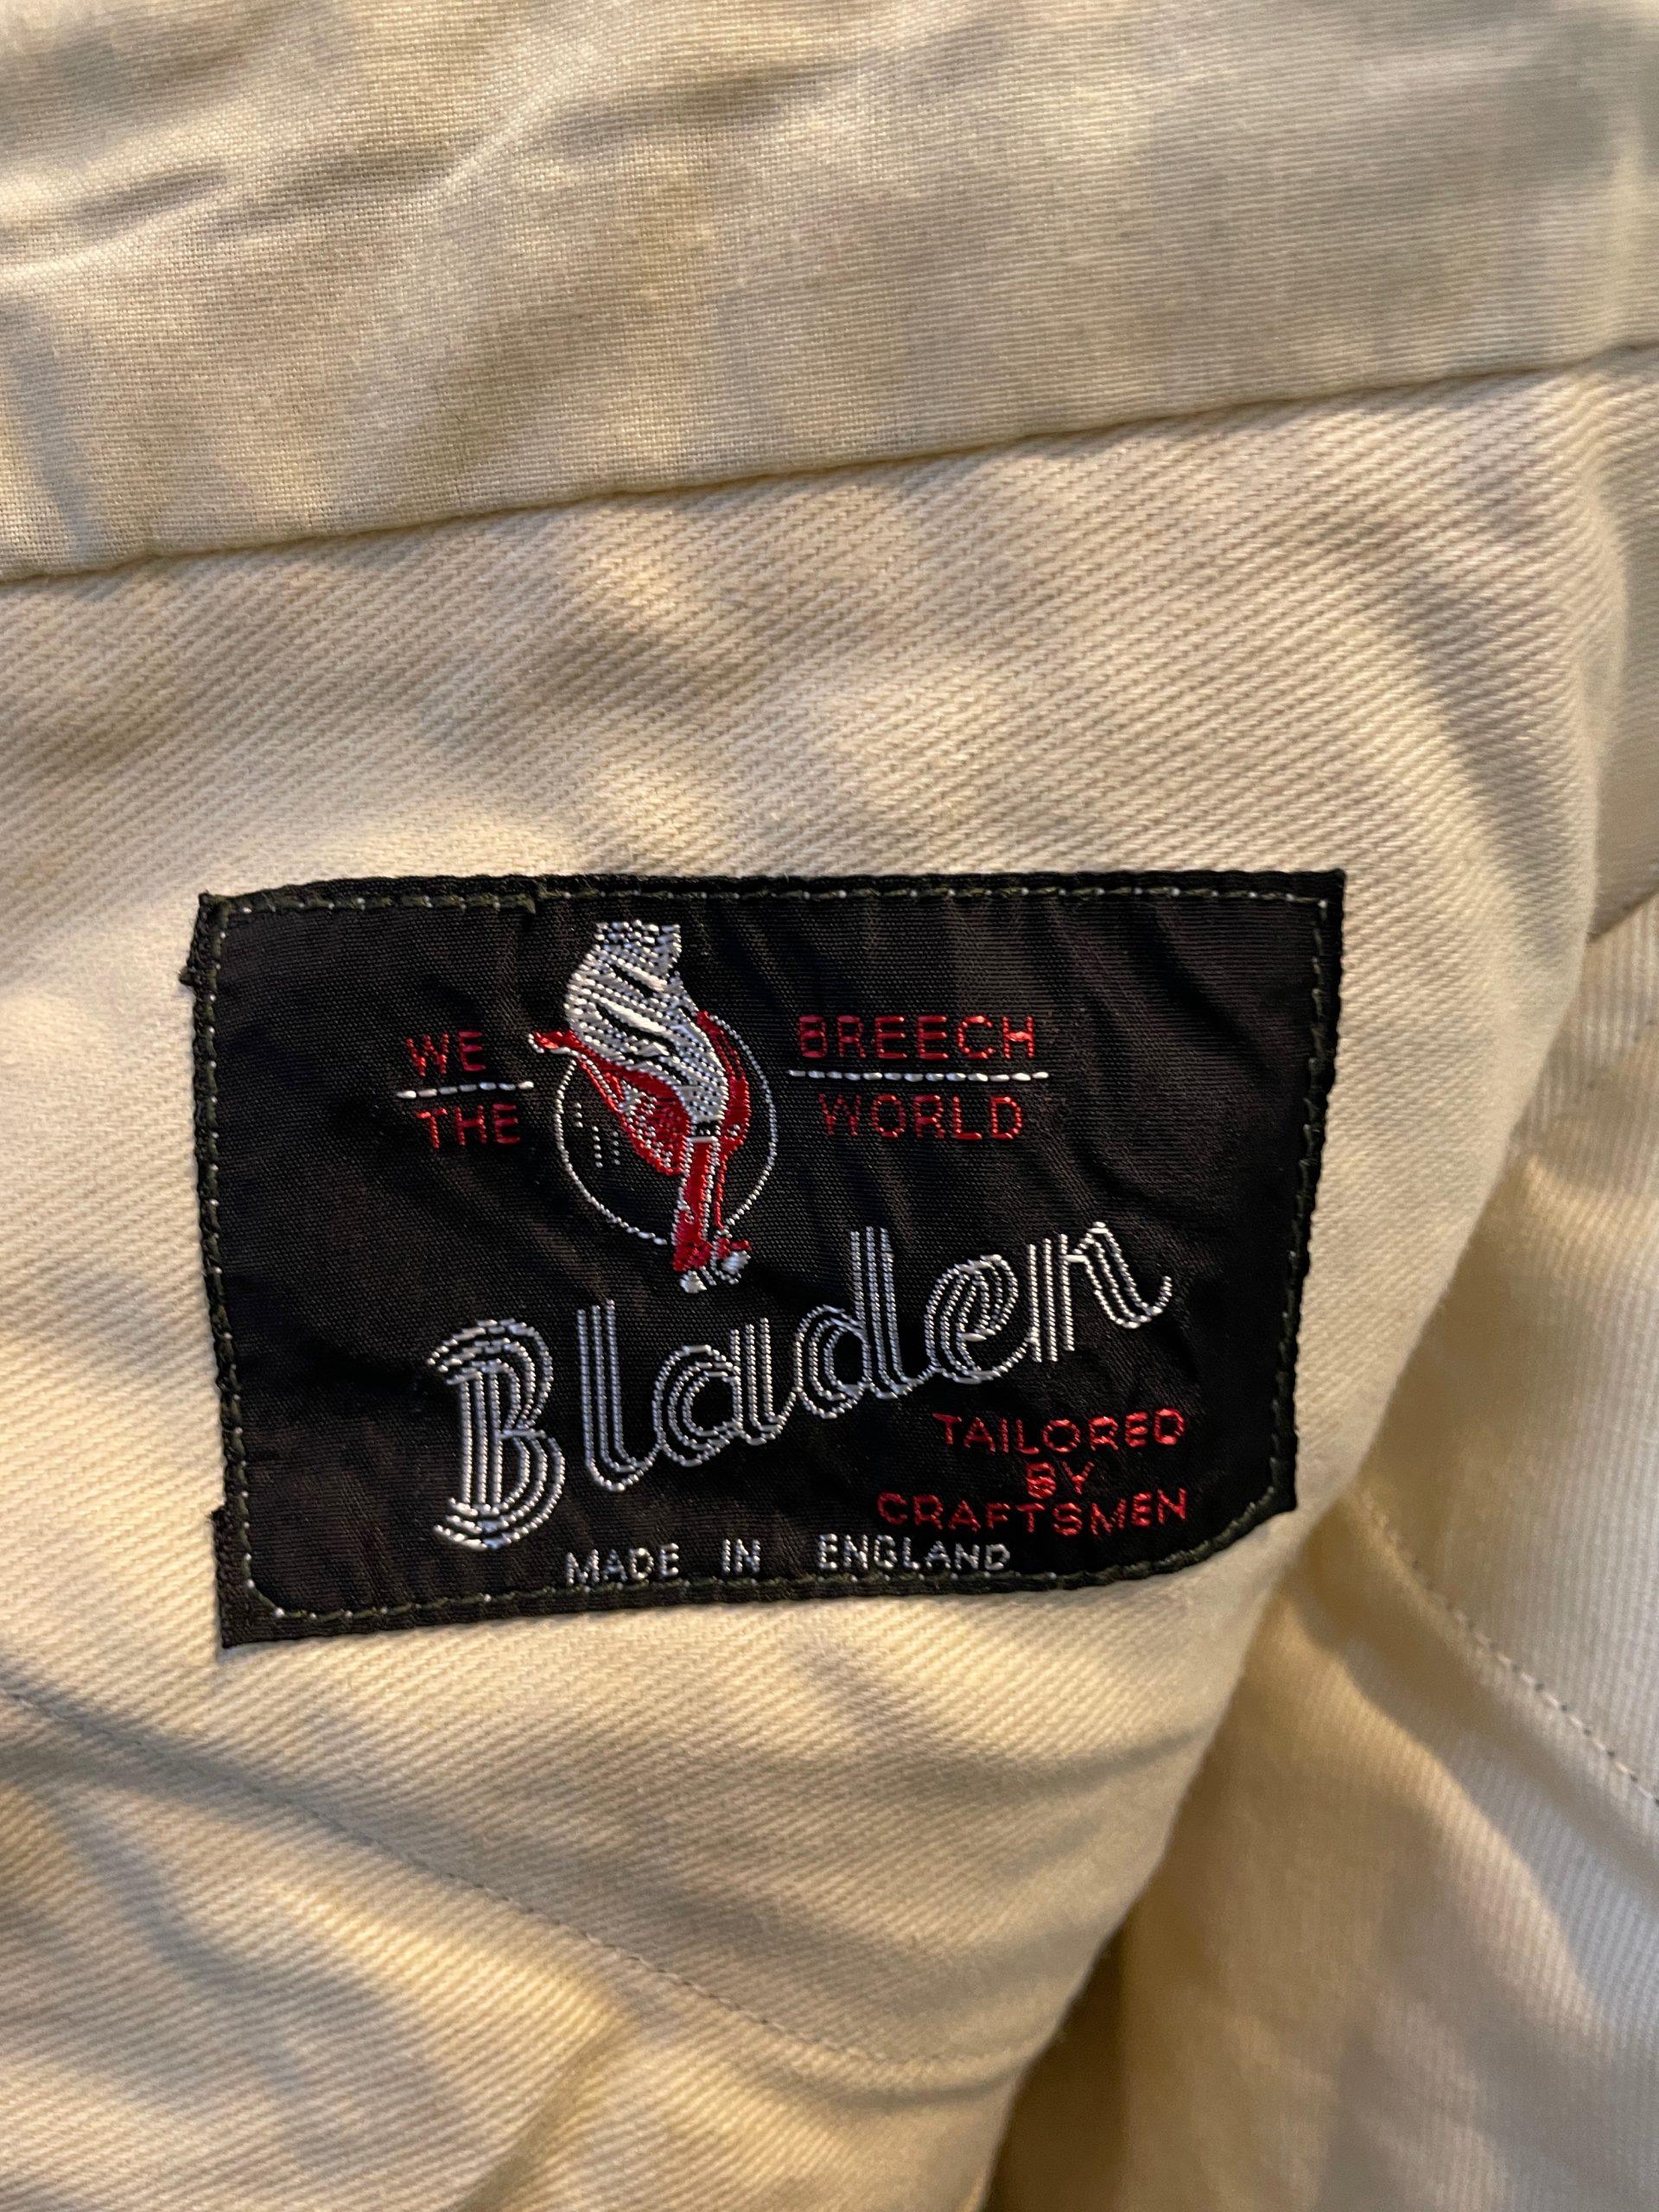 WE BREECH
THE WORLD
Bladen
TAILORED
BY
CRAFTSMEN
MADE IN ENGLAND